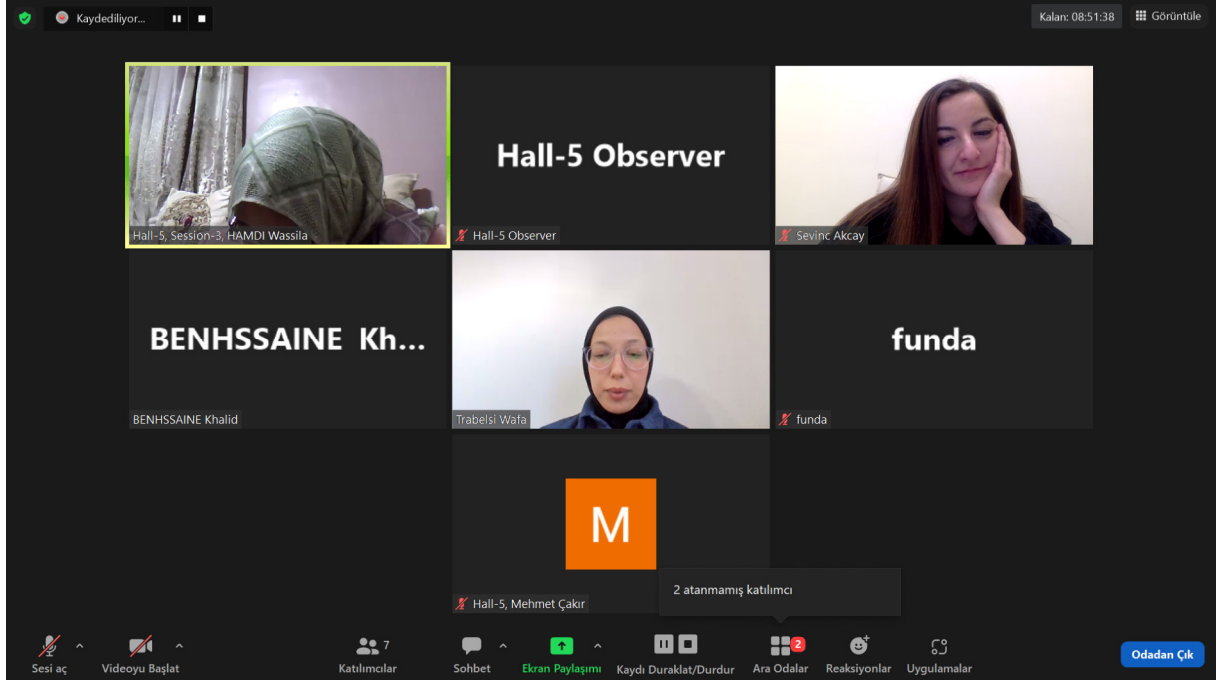 Kaydediliyor...
Kalan: 08:51:38
Görüntüle
Hall-5, Session-3, HAMDI Wassila
Hall-5 Observer
Hall-5 Observer
Sevinc Akcay
BENHSSAINE Kh...
BENHSSAINE Khalid
Trabelsi Wafa
funda
funda
M
Hall-5, Mehmet Çakır
2 atanmamış katılımcı
Sesi aç
Videoyu Başlat
7
Katılımcılar
Sohbet
Ekran Paylaşımı
Kaydı Duraklat/Durdur
2
Ara Odalar
Reaksiyonlar
Uygulamalar
Odadan Çık